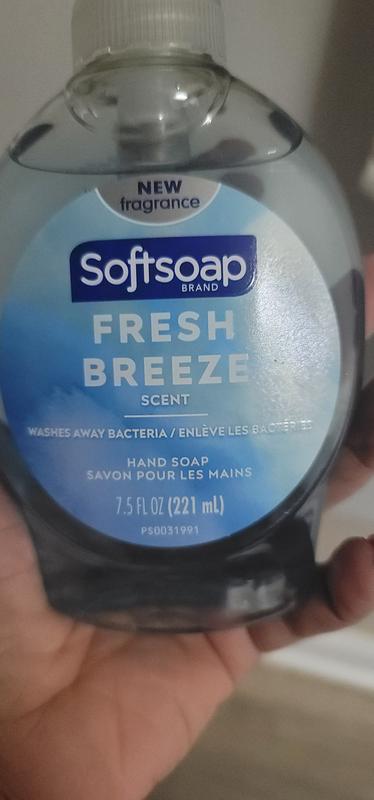 NEW
fragrance
Softsoap
BRAND
FRESH
BREEZE
SCENT
WASHES AWAY BACTERIA / ENLÈVE LES BACTÉRIES
HAND SOAP
SAVON POUR LES MAINS
7.5 FL OZ (221 mL)
PS0031991